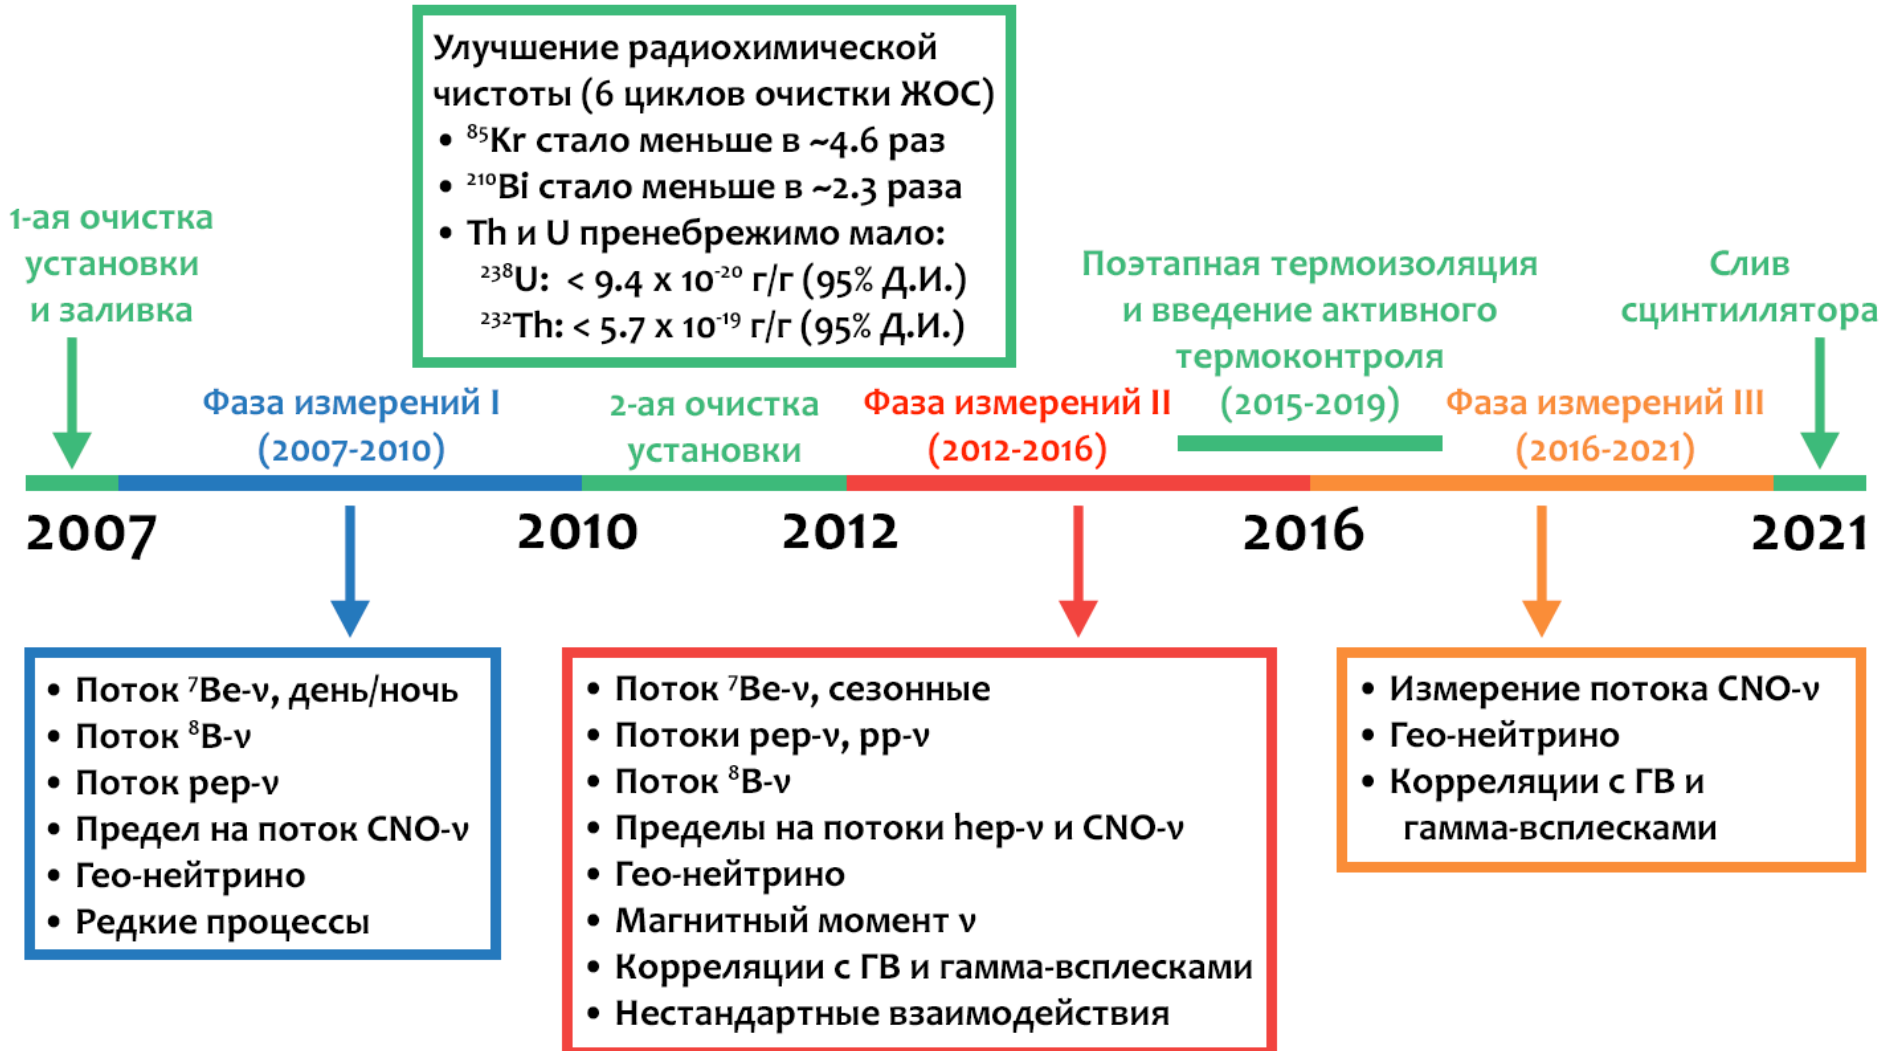 Улучшение радиохимической
чистоты (6 циклов очистки ЖОС)
• ⁸⁵Kr стало меньше в ~4.6 раз
• ²¹⁰Bi стало меньше в ~2.3 раза
• Th и U пренебрежимо мало:
²³⁸U: < 9.4 x 10⁻²⁰ г/г (95% Д.И.)
²³²Th: < 5.7 x 10⁻¹⁹ г/г (95% Д.И.)
1-ая очистка
установки
и заливка
Фаза измерений I
(2007-2010)
2-ая очистка
установки
Фаза измерений II
(2012-2016)
Поэтапная термоизоляция
и введение активного
термоконтроля
(2015-2019)
Фаза измерений III
(2016-2021)
Слив
сцинтиллятора
2007
2010
2012
2016
2021
• Поток ⁷Be-ν, день/ночь
• Поток ⁸B-ν
• Поток pep-ν
• Предел на поток CNO-ν
• Гео-нейтрино
• Редкие процессы
• Поток ⁷Be-ν, сезонные
• Потоки pep-ν, pp-ν
• Поток ⁸B-ν
• Пределы на потоки hep-ν и CNO-ν
• Гео-нейтрино
• Магнитный момент ν
• Корреляции с ГВ и гамма-всплесками
• Нестандартные взаимодействия
• Измерение потока CNO-ν
• Гео-нейтрино
• Корреляции с ГВ и
гамма-всплесками